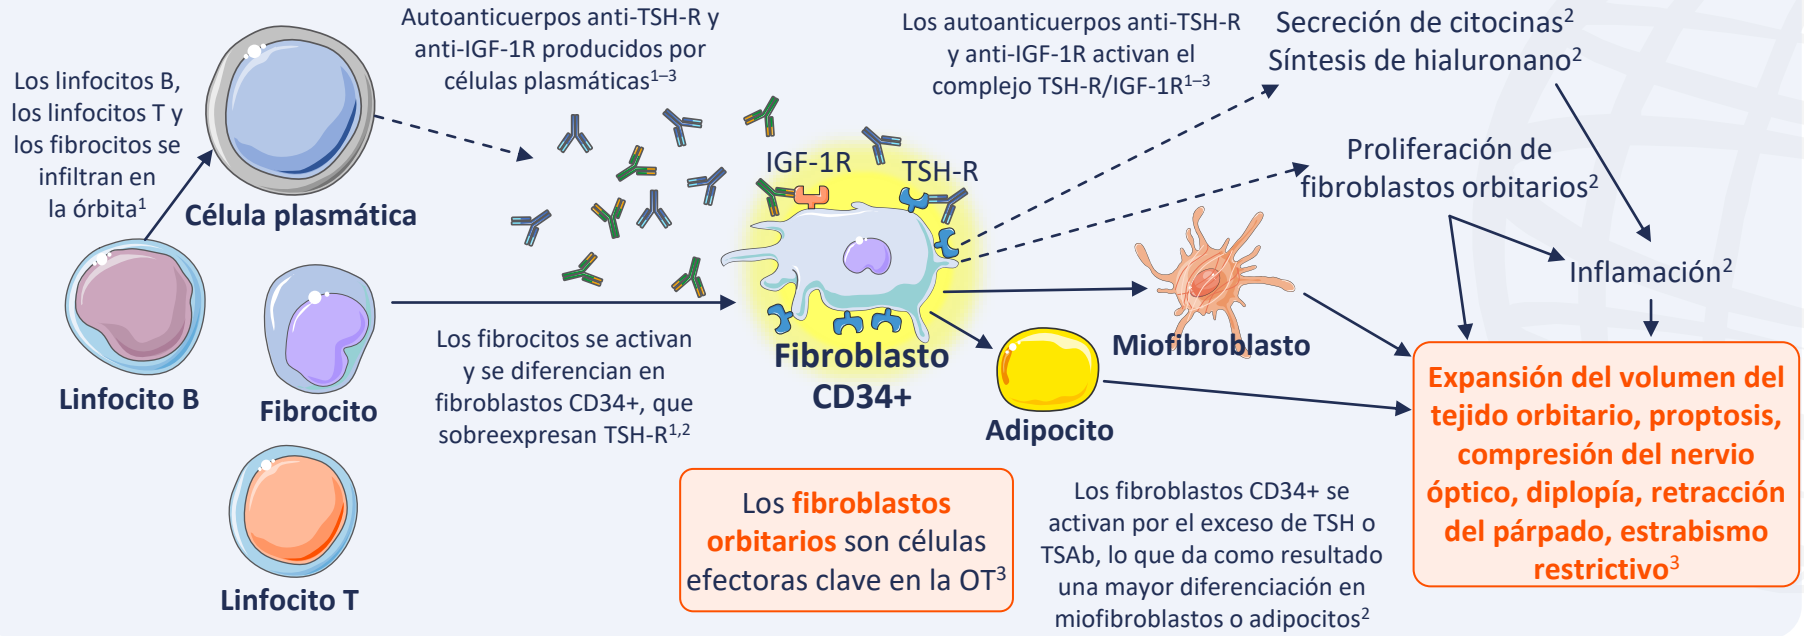 Los linfocitos B,
los linfocitos T y
los fibrocitos se
infiltran en
la órbita¹
Célula plasmática
Linfocito B
Fibrocito
Linfocito T
Autoanticuerpos anti-TSH-R y
anti-IGF-1R producidos por
células plasmáticas¹⁻³
Los fibrocitos se activan
y se diferencian en
fibroblastos CD34+, que
sobreexpresan TSH-R¹,²
Los autoanticuerpos anti-TSH-R
y anti-IGF-1R activan el
complejo TSH-R/IGF-1R¹⁻³
IGF-1R
TSH-R
Fibroblasto
CD34+
Adipocito
Miofibroblasto
Secreción de citocinas²
Síntesis de hialuronano²
Proliferación de
fibroblastos orbitarios²
Inflamación²
Los fibroblastos
orbitarios son células
efectoras clave en la OT³
Los fibroblastos CD34+ se
activan por el exceso de TSH o
TSAb, lo que da como resultado
una mayor diferenciación en
miofibroblastos o adipocitos²
Expansión del volumen del
tejido orbitario, proptosis,
compresión del nervio
óptico, diplopía, retracción
del párpado, estrabismo
restrictivo³